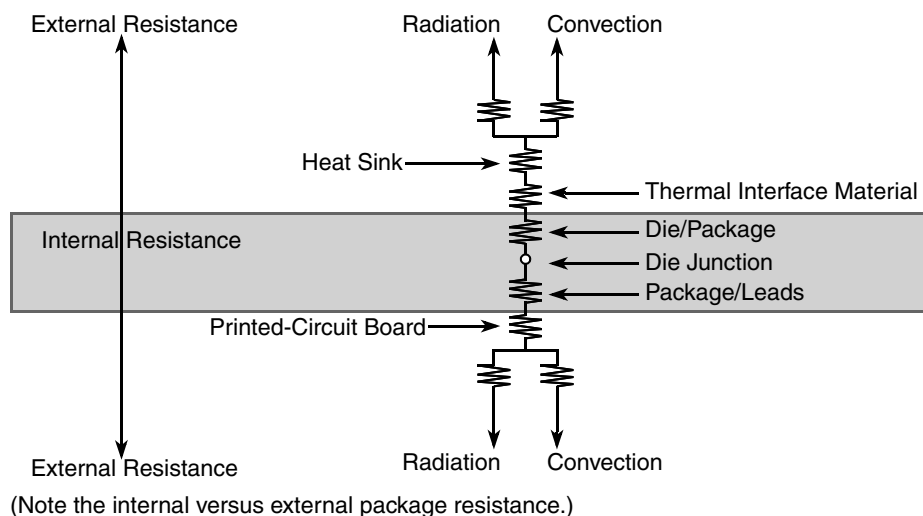 External Resistance
Radiation
Convection
Heat Sink
Thermal Interface Material
Internal Resistance
Die/Package
Die Junction
Package/Leads
Printed-Circuit Board
External Resistance
Radiation
Convection
(Note the internal versus external package resistance.)